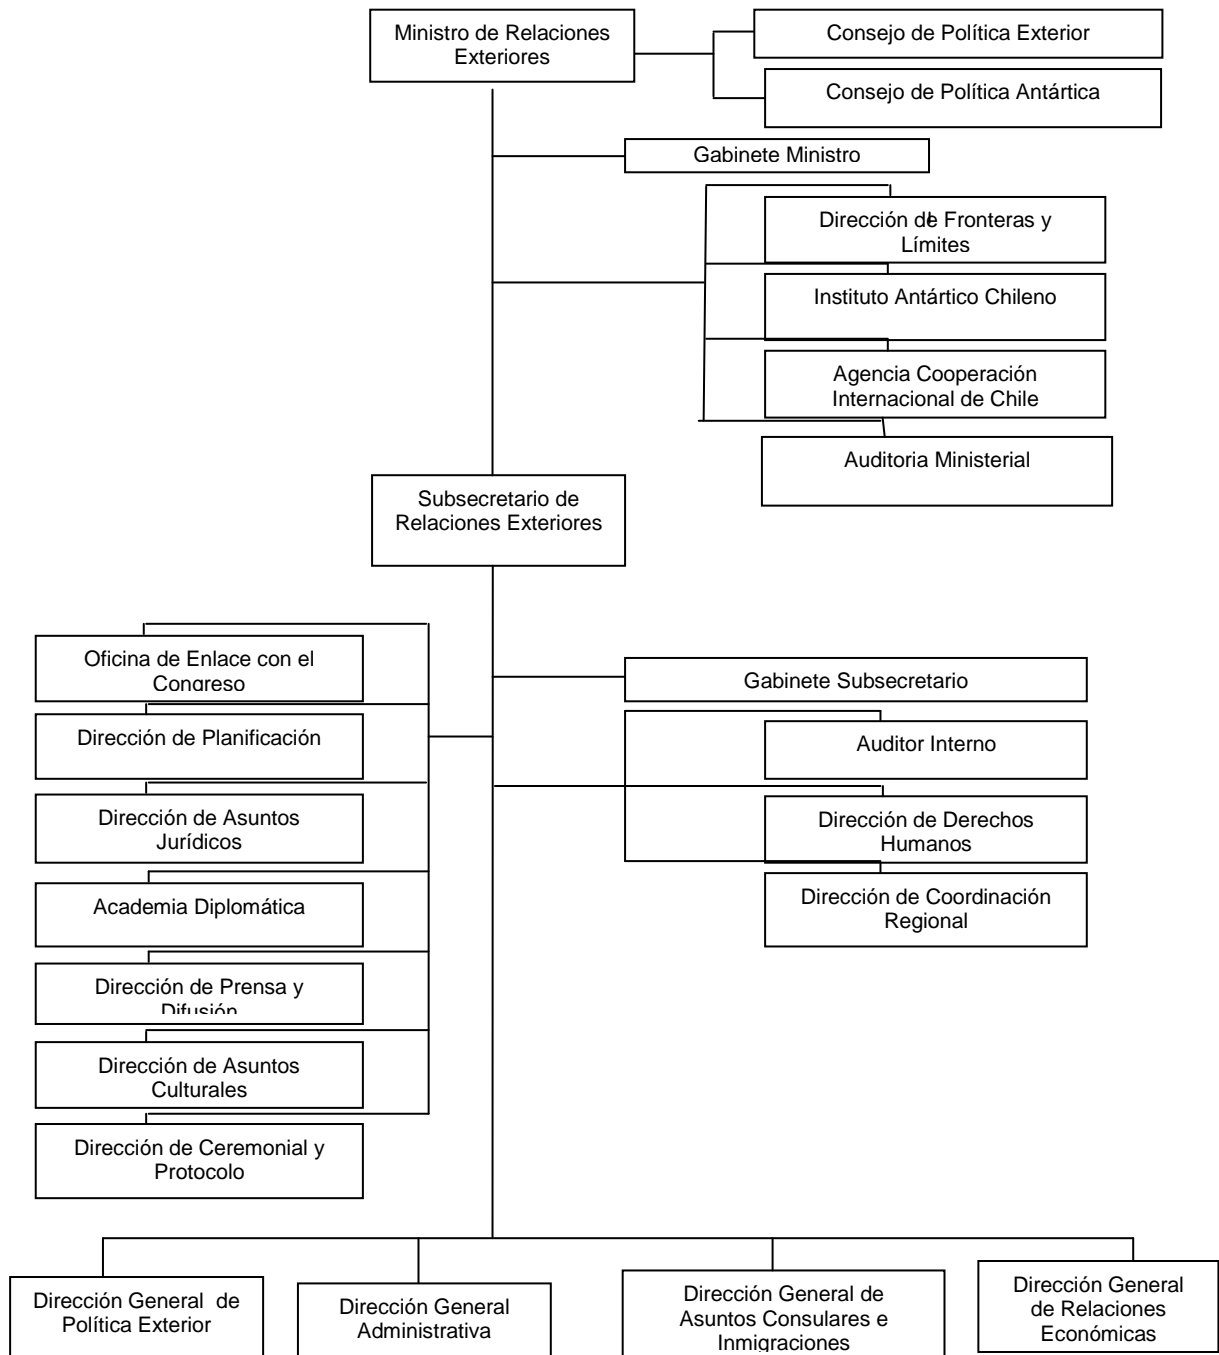 Ministro de Relaciones
Exteriores
Consejo de Política Exterior
Consejo de Política Antártica
Gabinete Ministro
Dirección de Fronteras y
Límites
Instituto Antártico Chileno
Agencia Cooperación
Internacional de Chile
Auditoria Ministerial
Subsecretario de
Relaciones Exteriores
Oficina de Enlace con el
Congreso
Dirección de Planificación
Dirección de Asuntos
Jurídicos
Academia Diplomática
Dirección de Prensa y
Difusión
Dirección de Asuntos
Culturales
Dirección de Ceremonial y
Protocolo
Gabinete Subsecretario
Auditor Interno
Dirección de Derechos
Humanos
Dirección de Coordinación
Regional
Dirección General de
Política Exterior
Dirección General
Administrativa
Dirección General de
Asuntos Consulares e
Inmigraciones
Dirección General
de Relaciones
Económicas